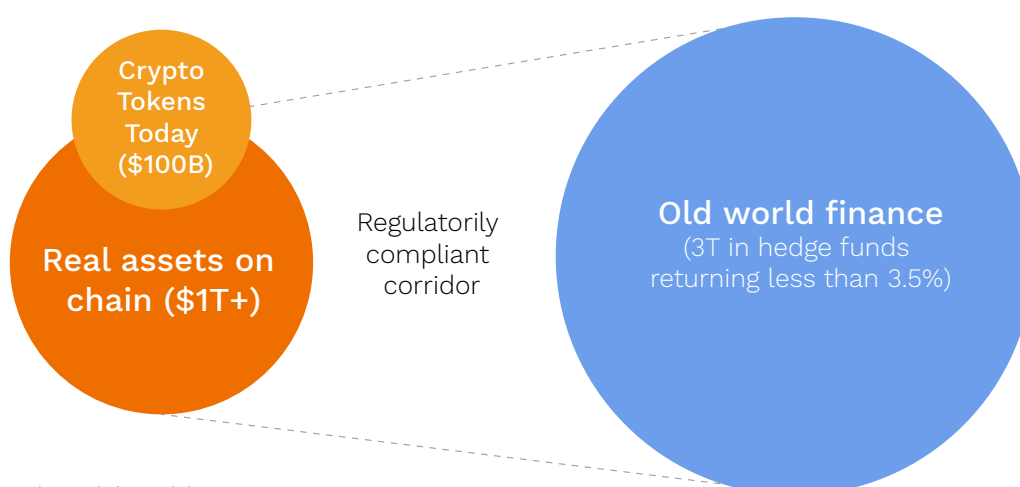 Crypto
Tokens
Today
($100B)
Real assets on
chain ($1T+)
Regulatorily
compliant
corridor
Old world finance
(3T in hedge funds
returning less than 3.5%)